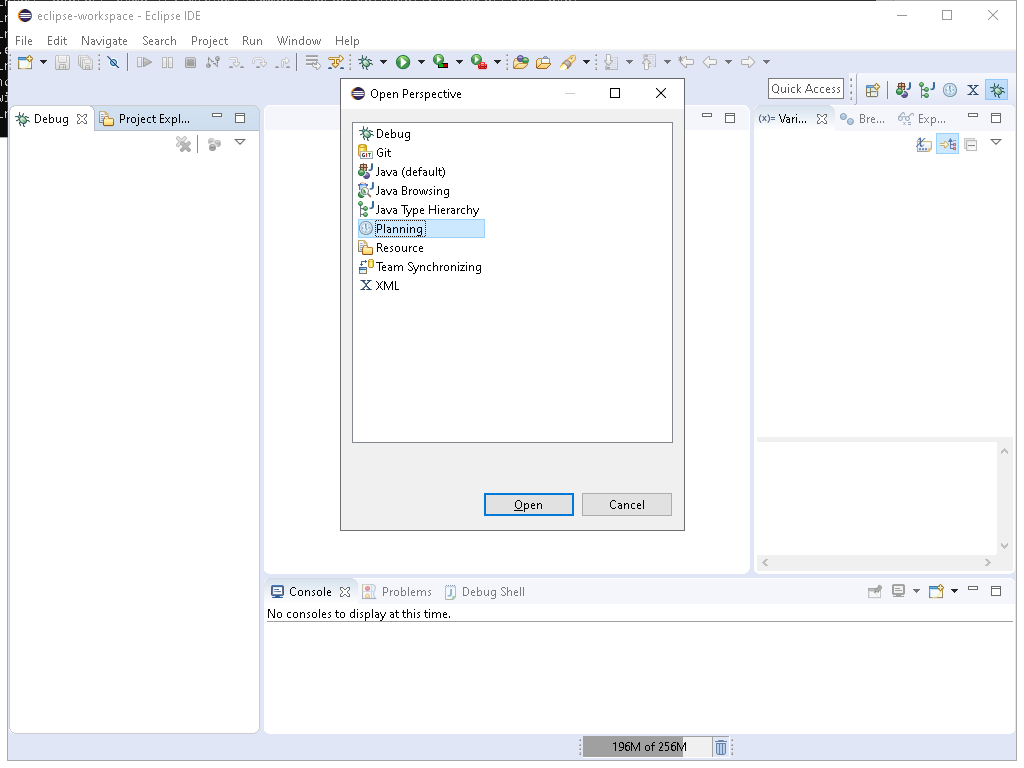 eclipse-workspace - Eclipse IDE
File Edit Navigate Search Project Run Window Help
Quick Access
Open Perspective
Debug
Project Expl...
(x)= Vari...
Bre...
Exp...
Debug
Git
Java (default)
Java Browsing
Java Type Hierarchy
Planning
Resource
Team Synchronizing
XML
Open
Cancel
Console
Problems
Debug Shell
No consoles to display at this time.
196M of 256M